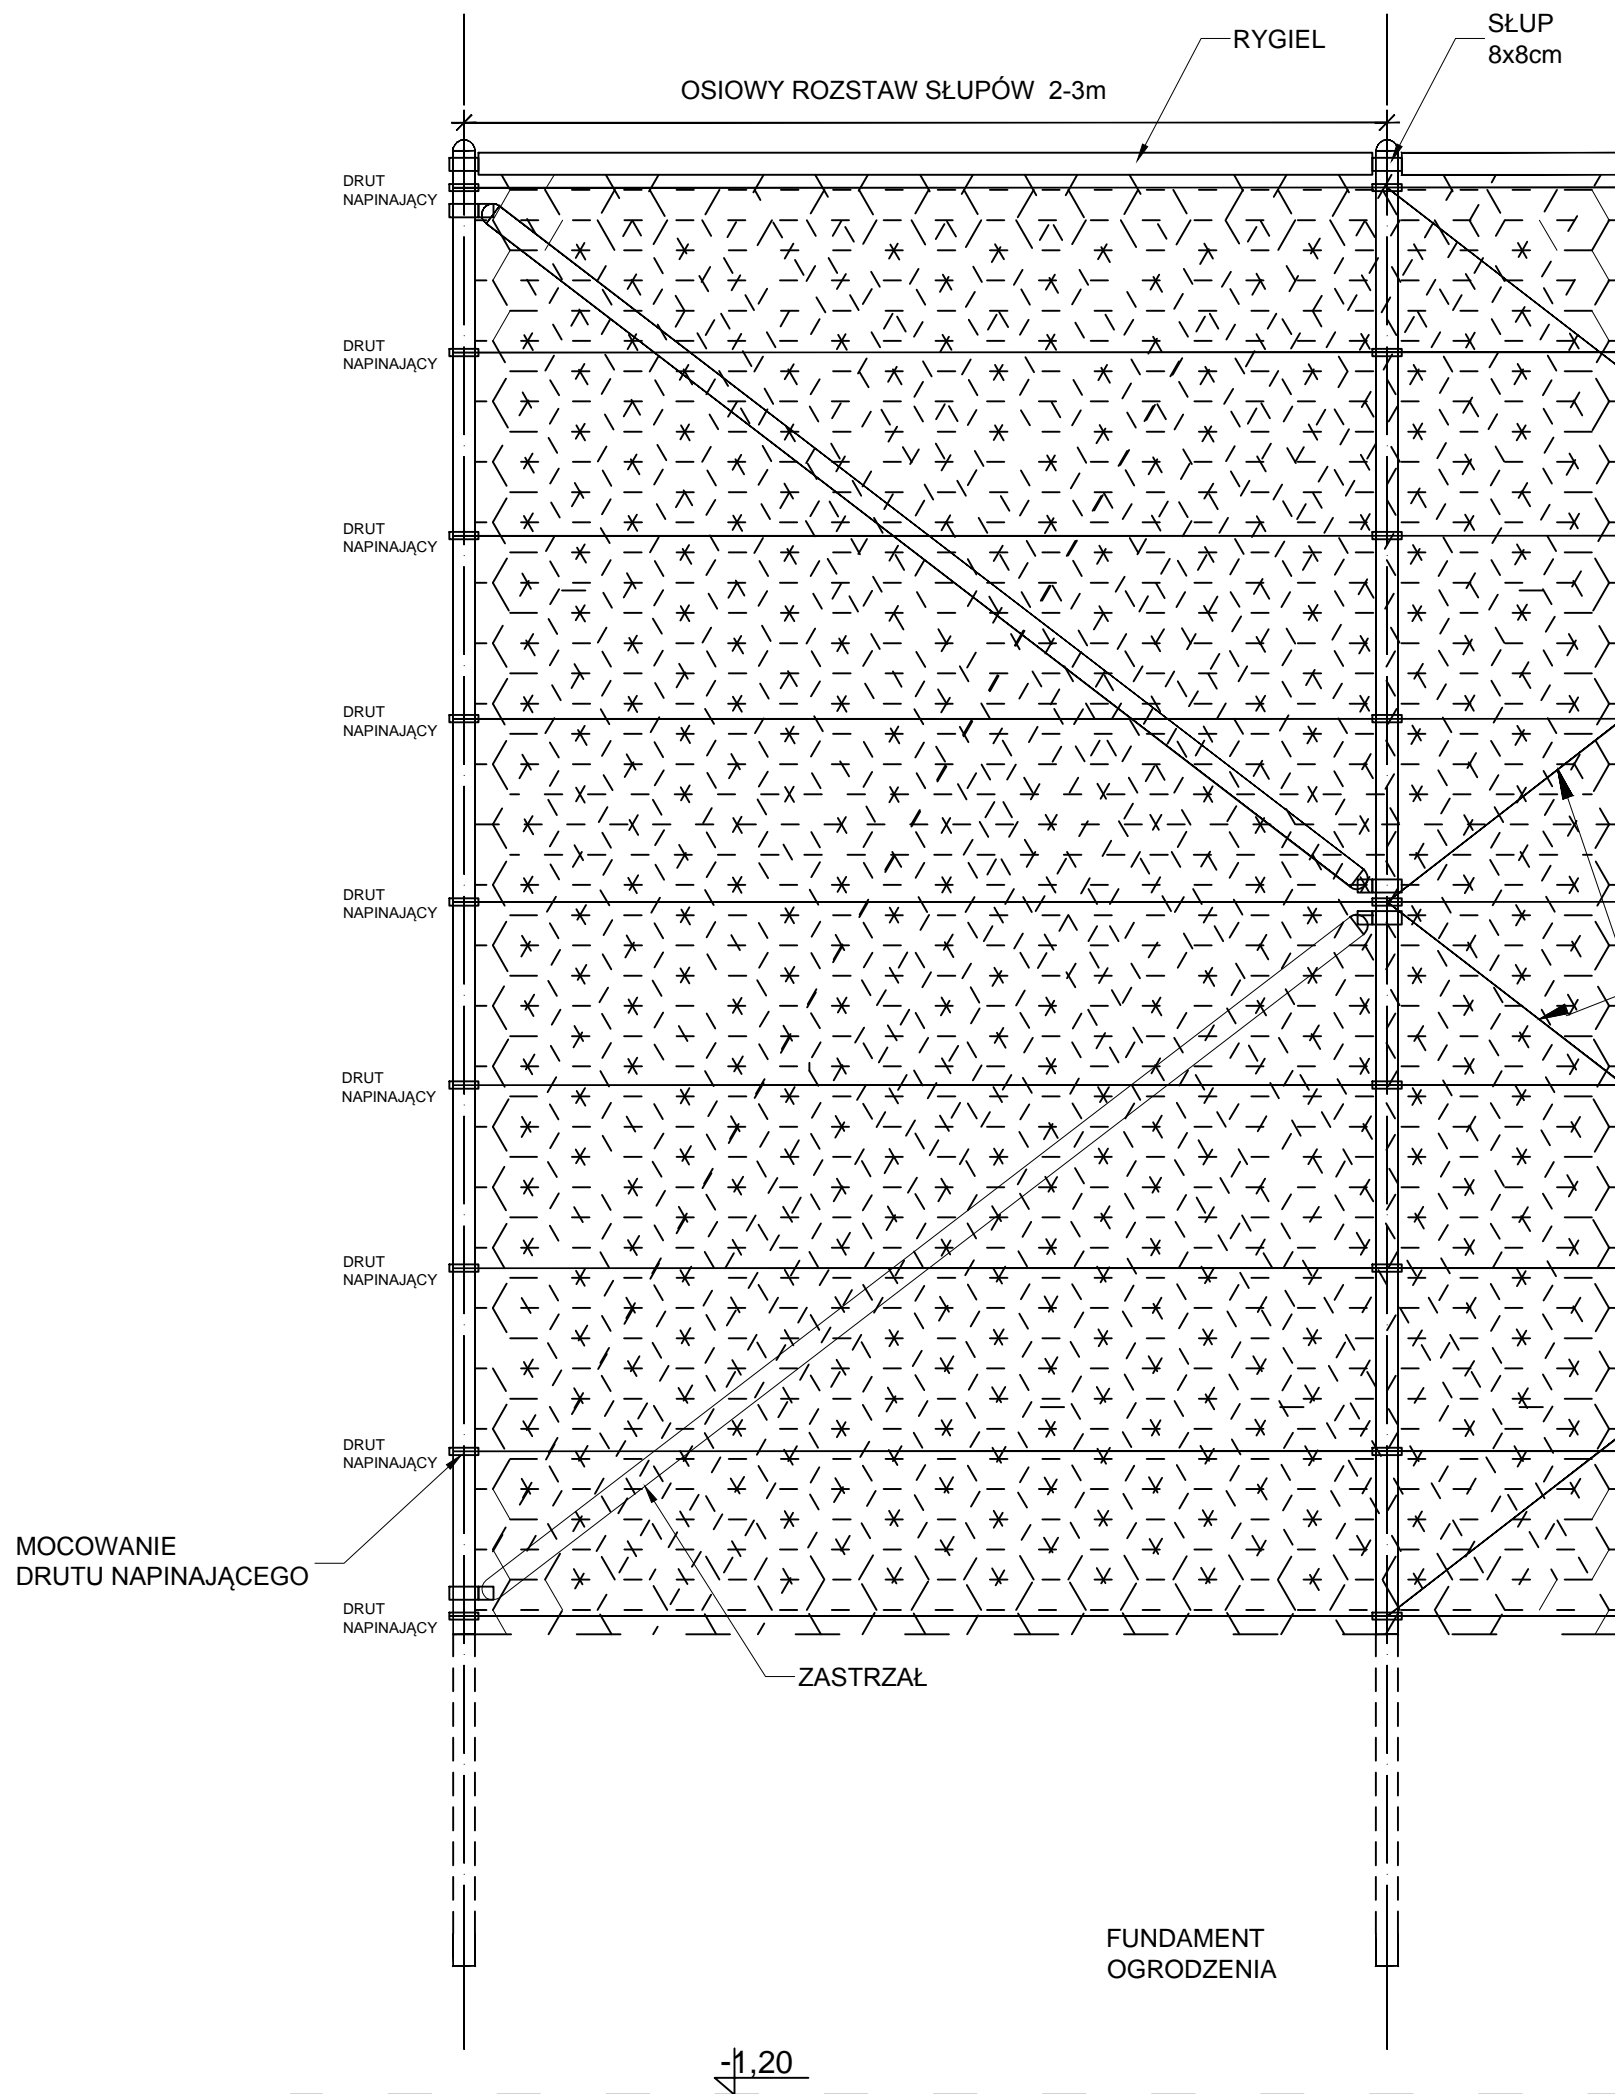 RYGIEL
SŁUP
8x8cm
OSIOWY ROZSTAW SŁUPÓW 2-3m
DRUT
NAPINAJĄCY
DRUT
NAPINAJĄCY
DRUT
NAPINAJĄCY
DRUT
NAPINAJĄCY
DRUT
NAPINAJĄCY
DRUT
NAPINAJĄCY
DRUT
NAPINAJĄCY
DRUT
NAPINAJĄCY
MOCOWANIE
DRUTU NAPINAJĄCEGO
DRUT
NAPINAJĄCY
ZASTRZAŁ
FUNDAMENT
OGRODZENIA
-1,20